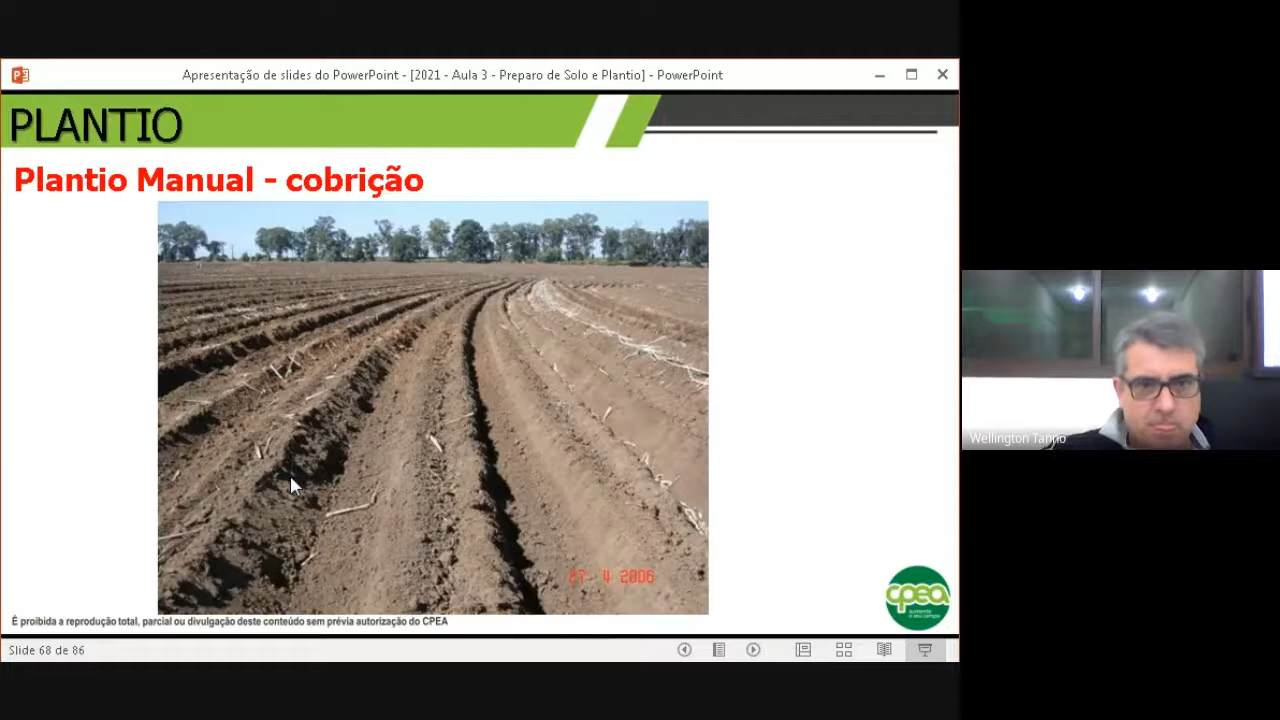 Apresentação de slides do PowerPoint - [2021 - Aula 3 - Preparo de Solo e Plantio] - PowerPoint
PLANTIO
Plantio Manual - cobrição
27 4 2006
Wellington Tanno
cpea
É proibida a reprodução total, parcial ou divulgação deste conteúdo sem prévia autorização do CPEA
Slide 68 de 86